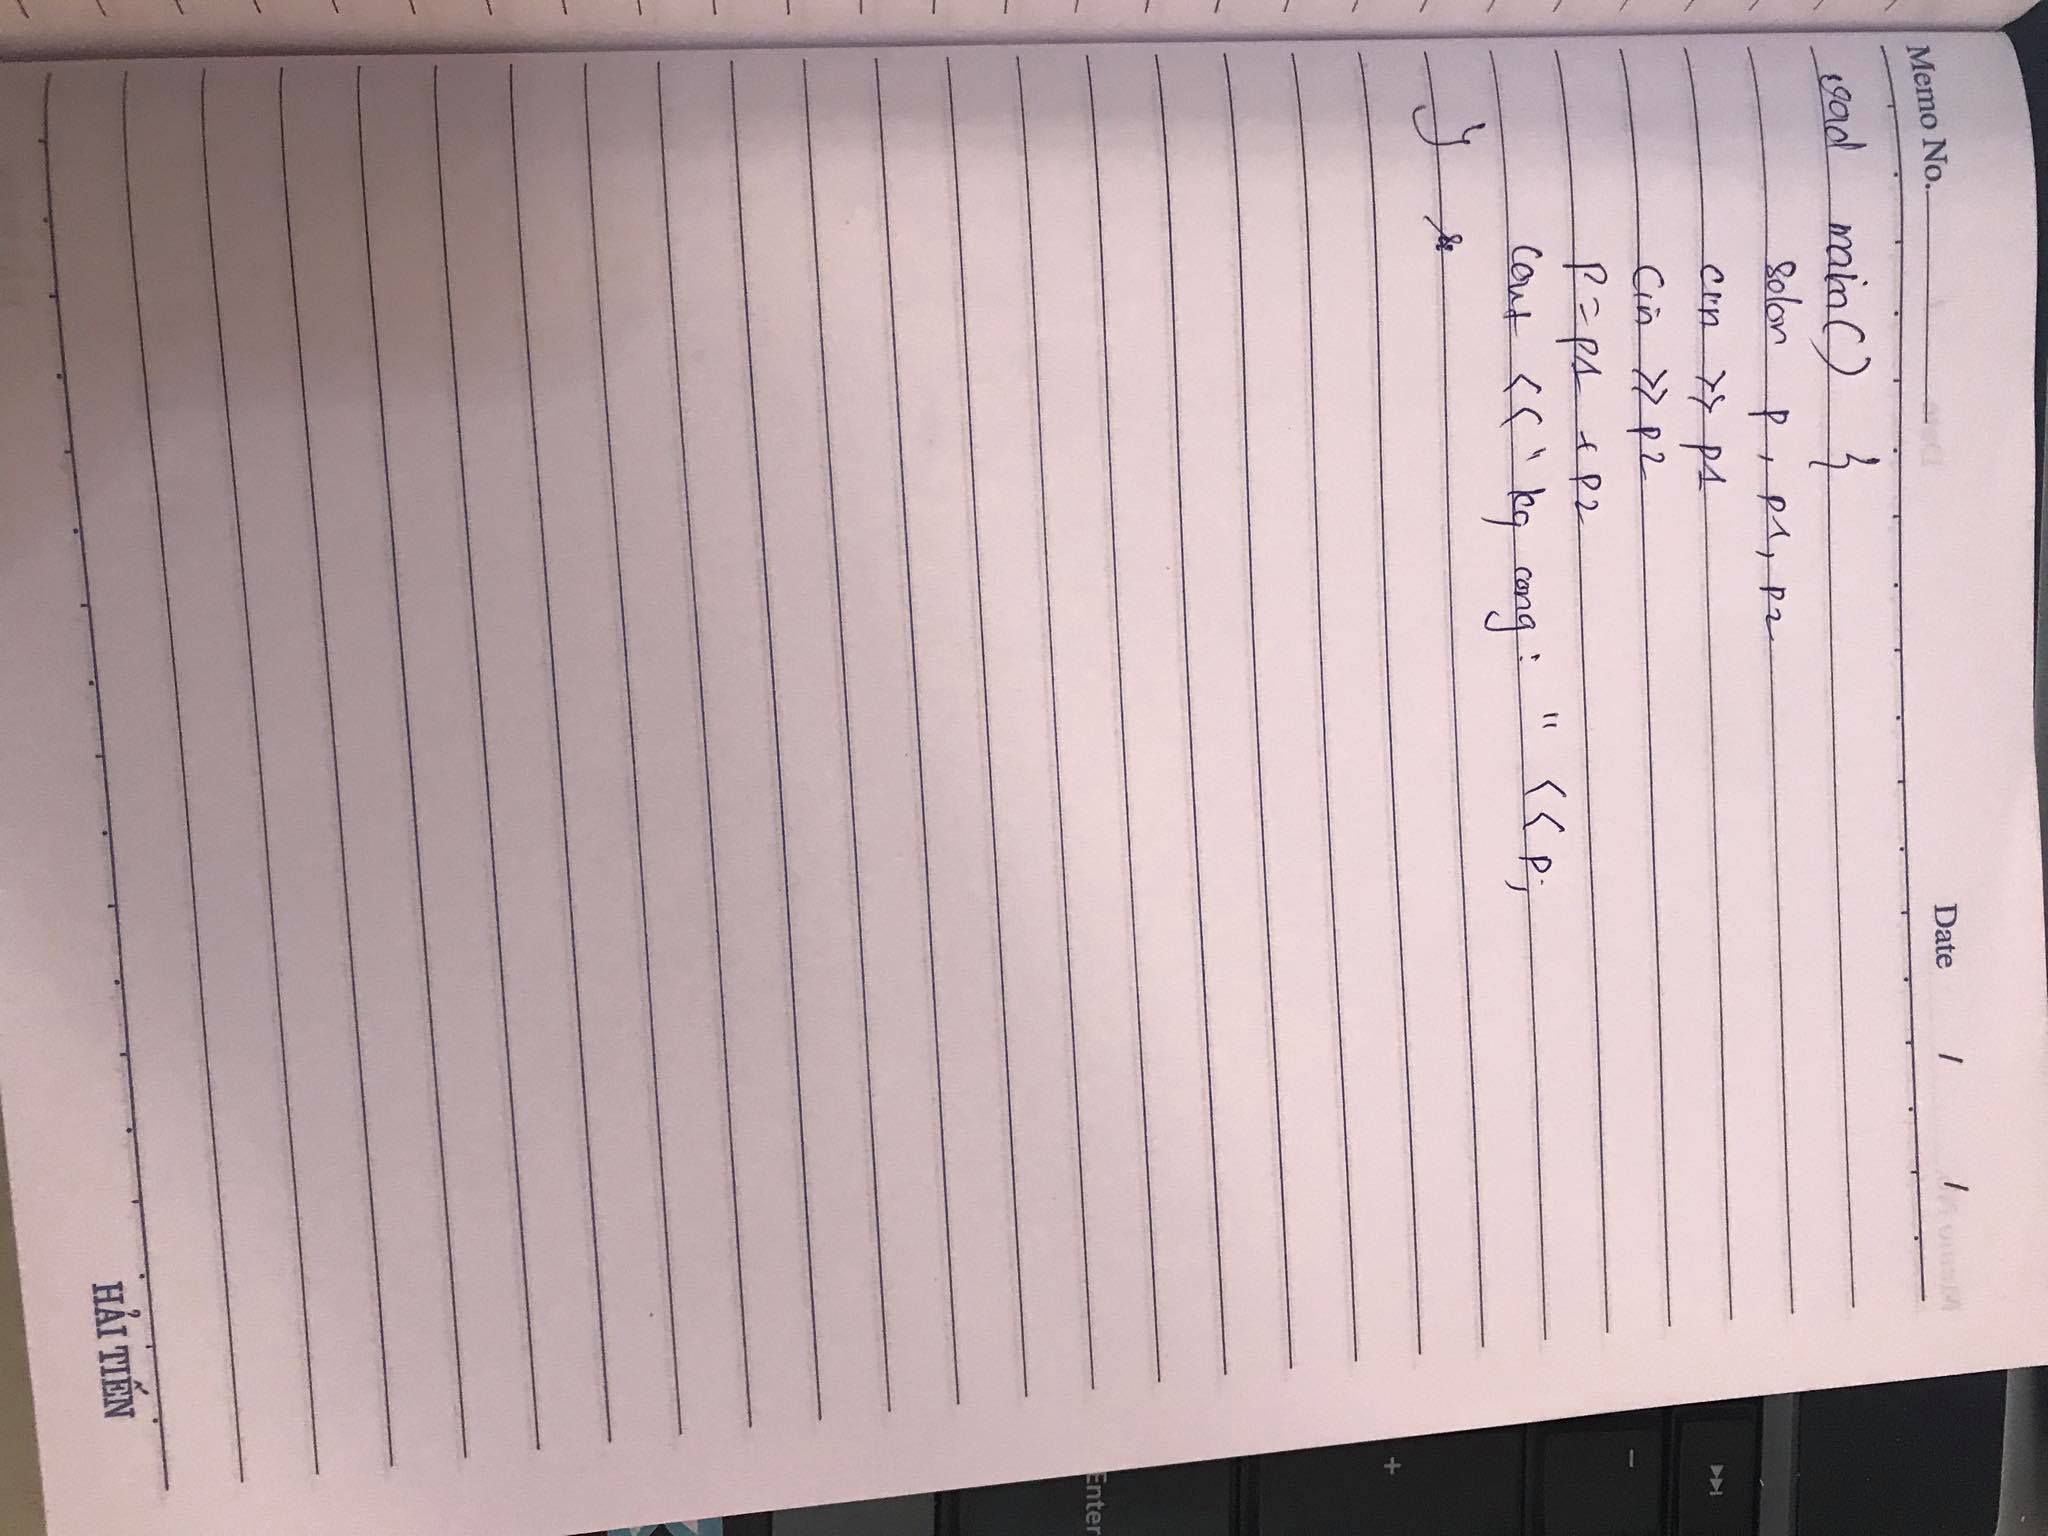 Memo No. Date / /
void main() {
solon p, p1, p2
cin >> p1
cin >> p2
p = p1 + p2
cout << " kq cong : " << p;
}
HẢI TIẾN
+
-
Enter